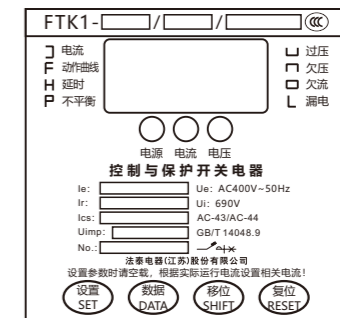 FTK1-□/□/□ CCC
コ 电流
F 动作曲线
H 延时
P 不平衡
过压
欠压
欠流
L 漏电
电源 电流 电压
控制与保护开关电器
Ie: Ue: AC400V~50Hz
Ir: Ui: 690V
Ics: AC-43/AC-44
Uimp: GB/T 14048.9
No.:
法泰电器(江苏)股份有限公司
设置参数时请空载，根据实际运行电流设置相关电流!
设置 SET
数据 DATA
移位 SHIFT
复位 RESET